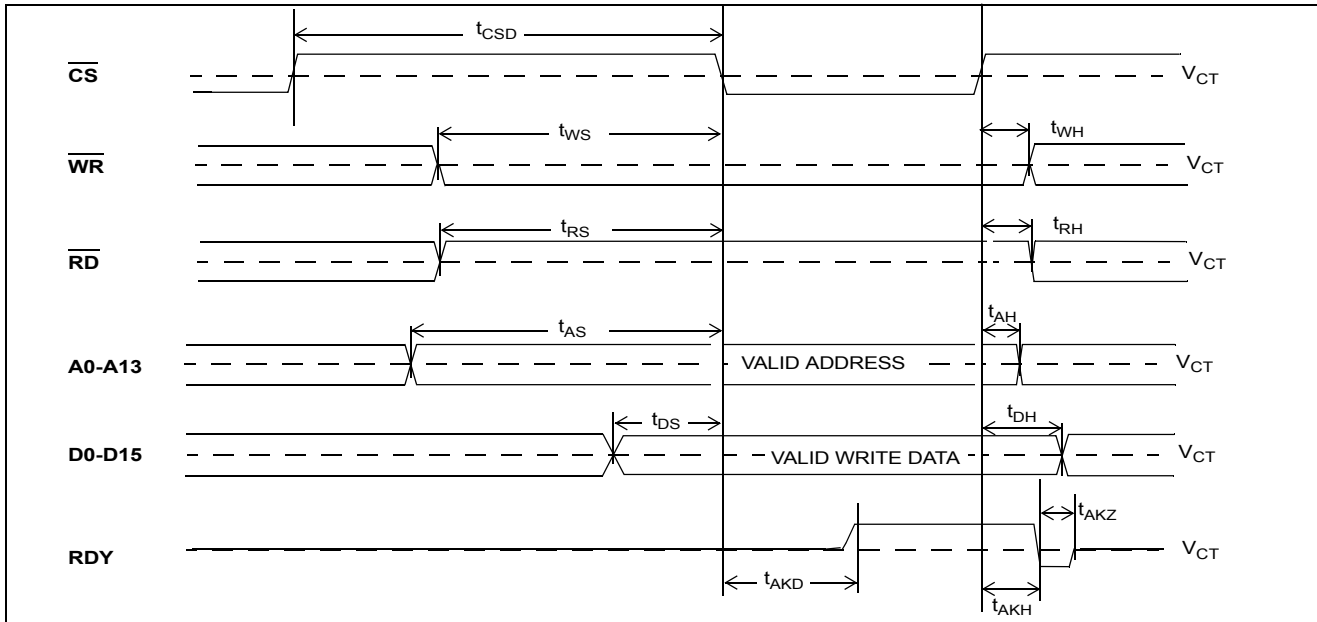 tCSD
CS
VCT
tWS
tWH
WR
VCT
tRS
tRH
RD
VCT
tAS
tAH
A0-A13
VALID ADDRESS
VCT
tDS
tDH
D0-D15
VALID WRITE DATA
VCT
tAKZ
RDY
VCT
tAKD
tAKH